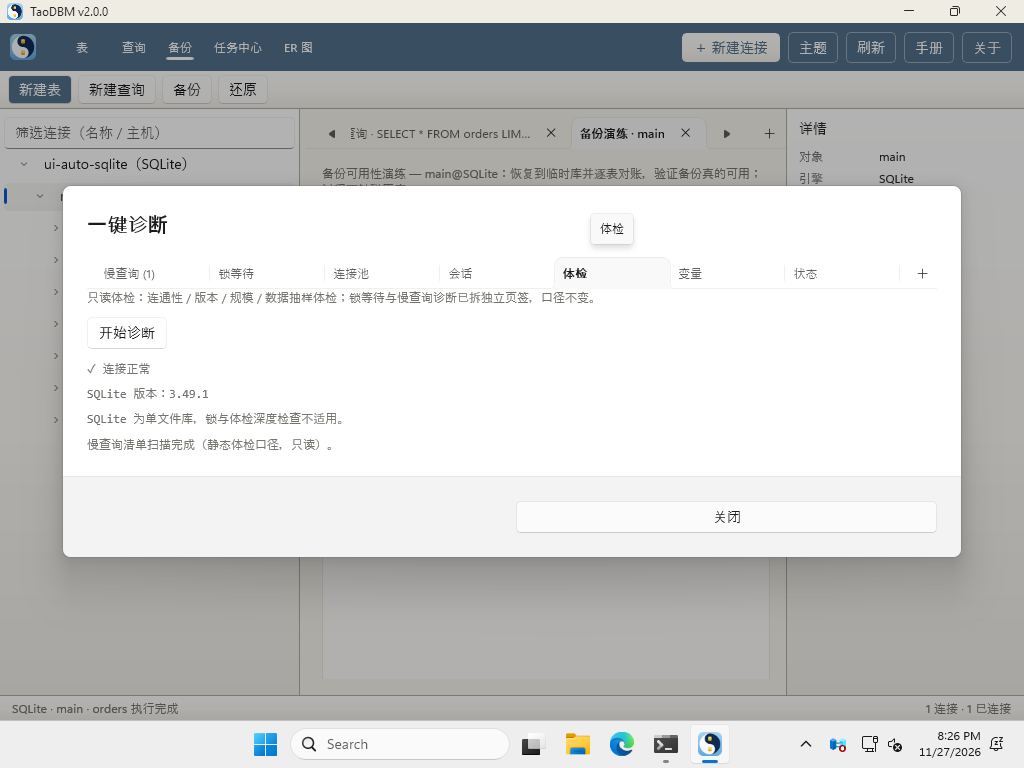 TaoDBM v2.0.0
表 查询 备份 任务中心 ER 图 + 新建连接 主题 刷新 手册 关于
新建表 新建查询 备份 还原
筛选连接（名称 / 主机）
ui-auto-sqlite（SQLite）
查询 · SELECT * FROM orders LIM...
备份演练 · main
备份可用性演练 — main@SQLite：恢复到临时库并逐表对账，验证备份真的可用；
详情
对象 main
引擎 SQLite
一键诊断
体检
慢查询 (1) 锁等待 连接池 会话 体检 变量 状态
只读体检：连通性 / 版本 / 规模 / 数据抽样体检；锁等待与慢查询诊断已拆独立页签，口径不变。
开始诊断
✓ 连接正常
SQLite 版本：3.49.1
SQLite 为单文件库，锁与体检深度检查不适用。
慢查询清单扫描完成（静态体检口径，只读）。
关闭
SQLite · main · orders 执行完成
1 连接 · 1 已连接
Search
8:26 PM
11/27/2026